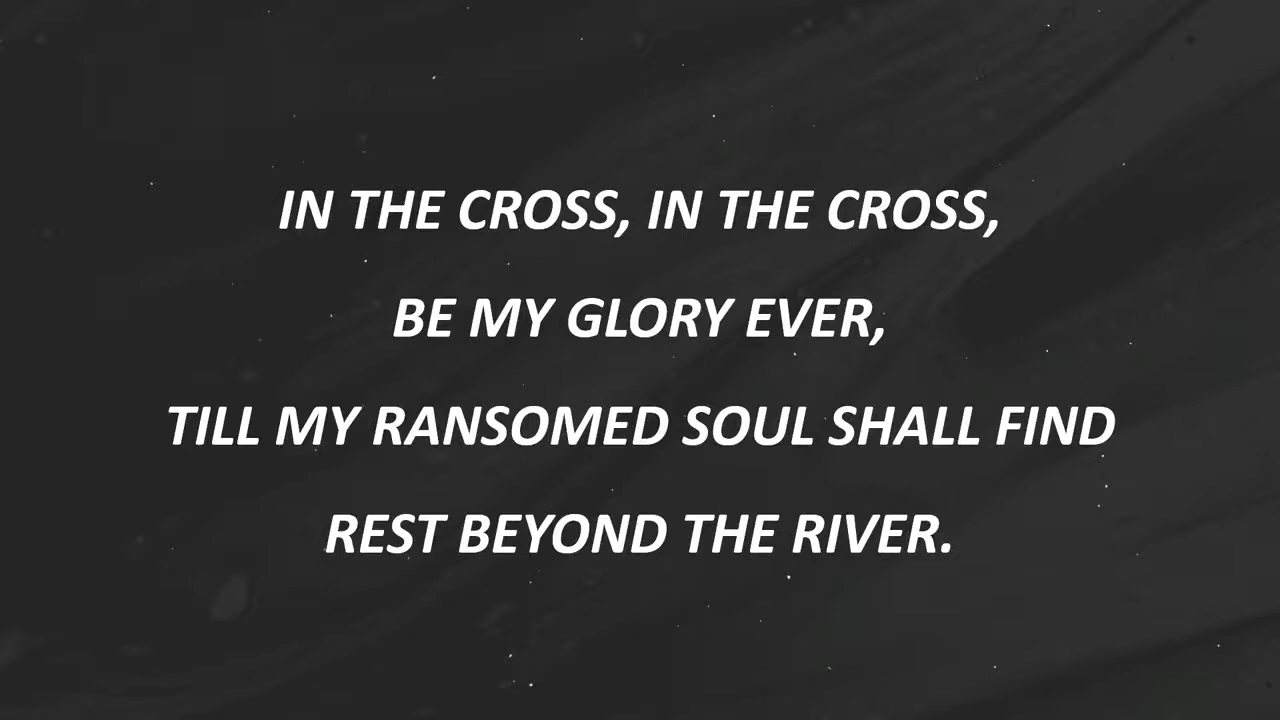 IN THE CROSS, IN THE CROSS,
BE MY GLORY EVER,
TILL MY RANSOMED SOUL SHALL FIND
REST BEYOND THE RIVER.